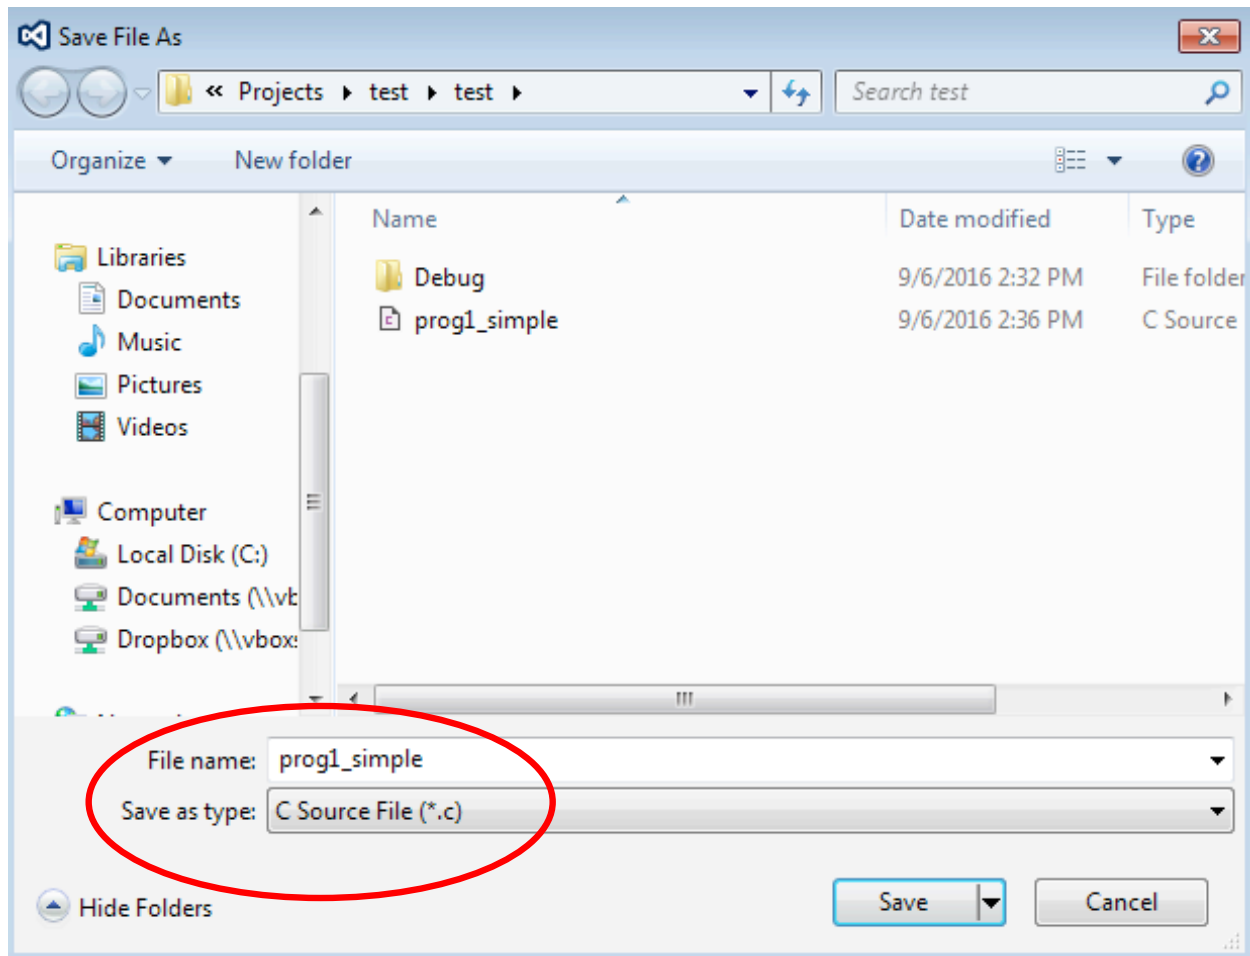 Save File As
« Projects test test
Search test
Organize New folder
Name Date modified Type
Libraries
Documents
Music
Pictures
Videos
Computer
Local Disk (C:)
Documents (\\vb
Dropbox (\\vbox
Debug 9/6/2016 2:32 PM File folder
prog1_simple 9/6/2016 2:36 PM C Source
File name: prog1_simple
Save as type: C Source File (*.c)
Hide Folders Save Cancel